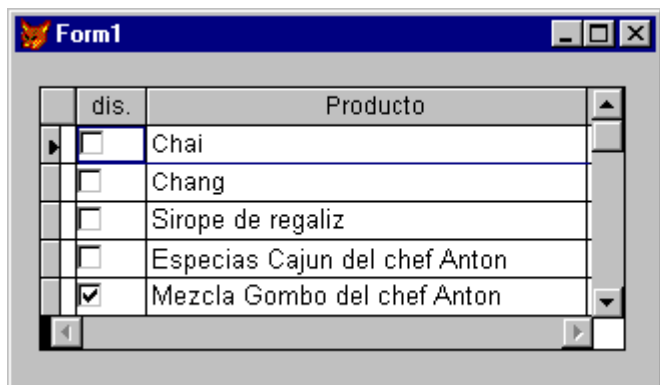 Form1
dis. Producto
Chai
Chang
Sirope de regaliz
Especias Cajun del chef Anton
Mezcla Gombo del chef Anton